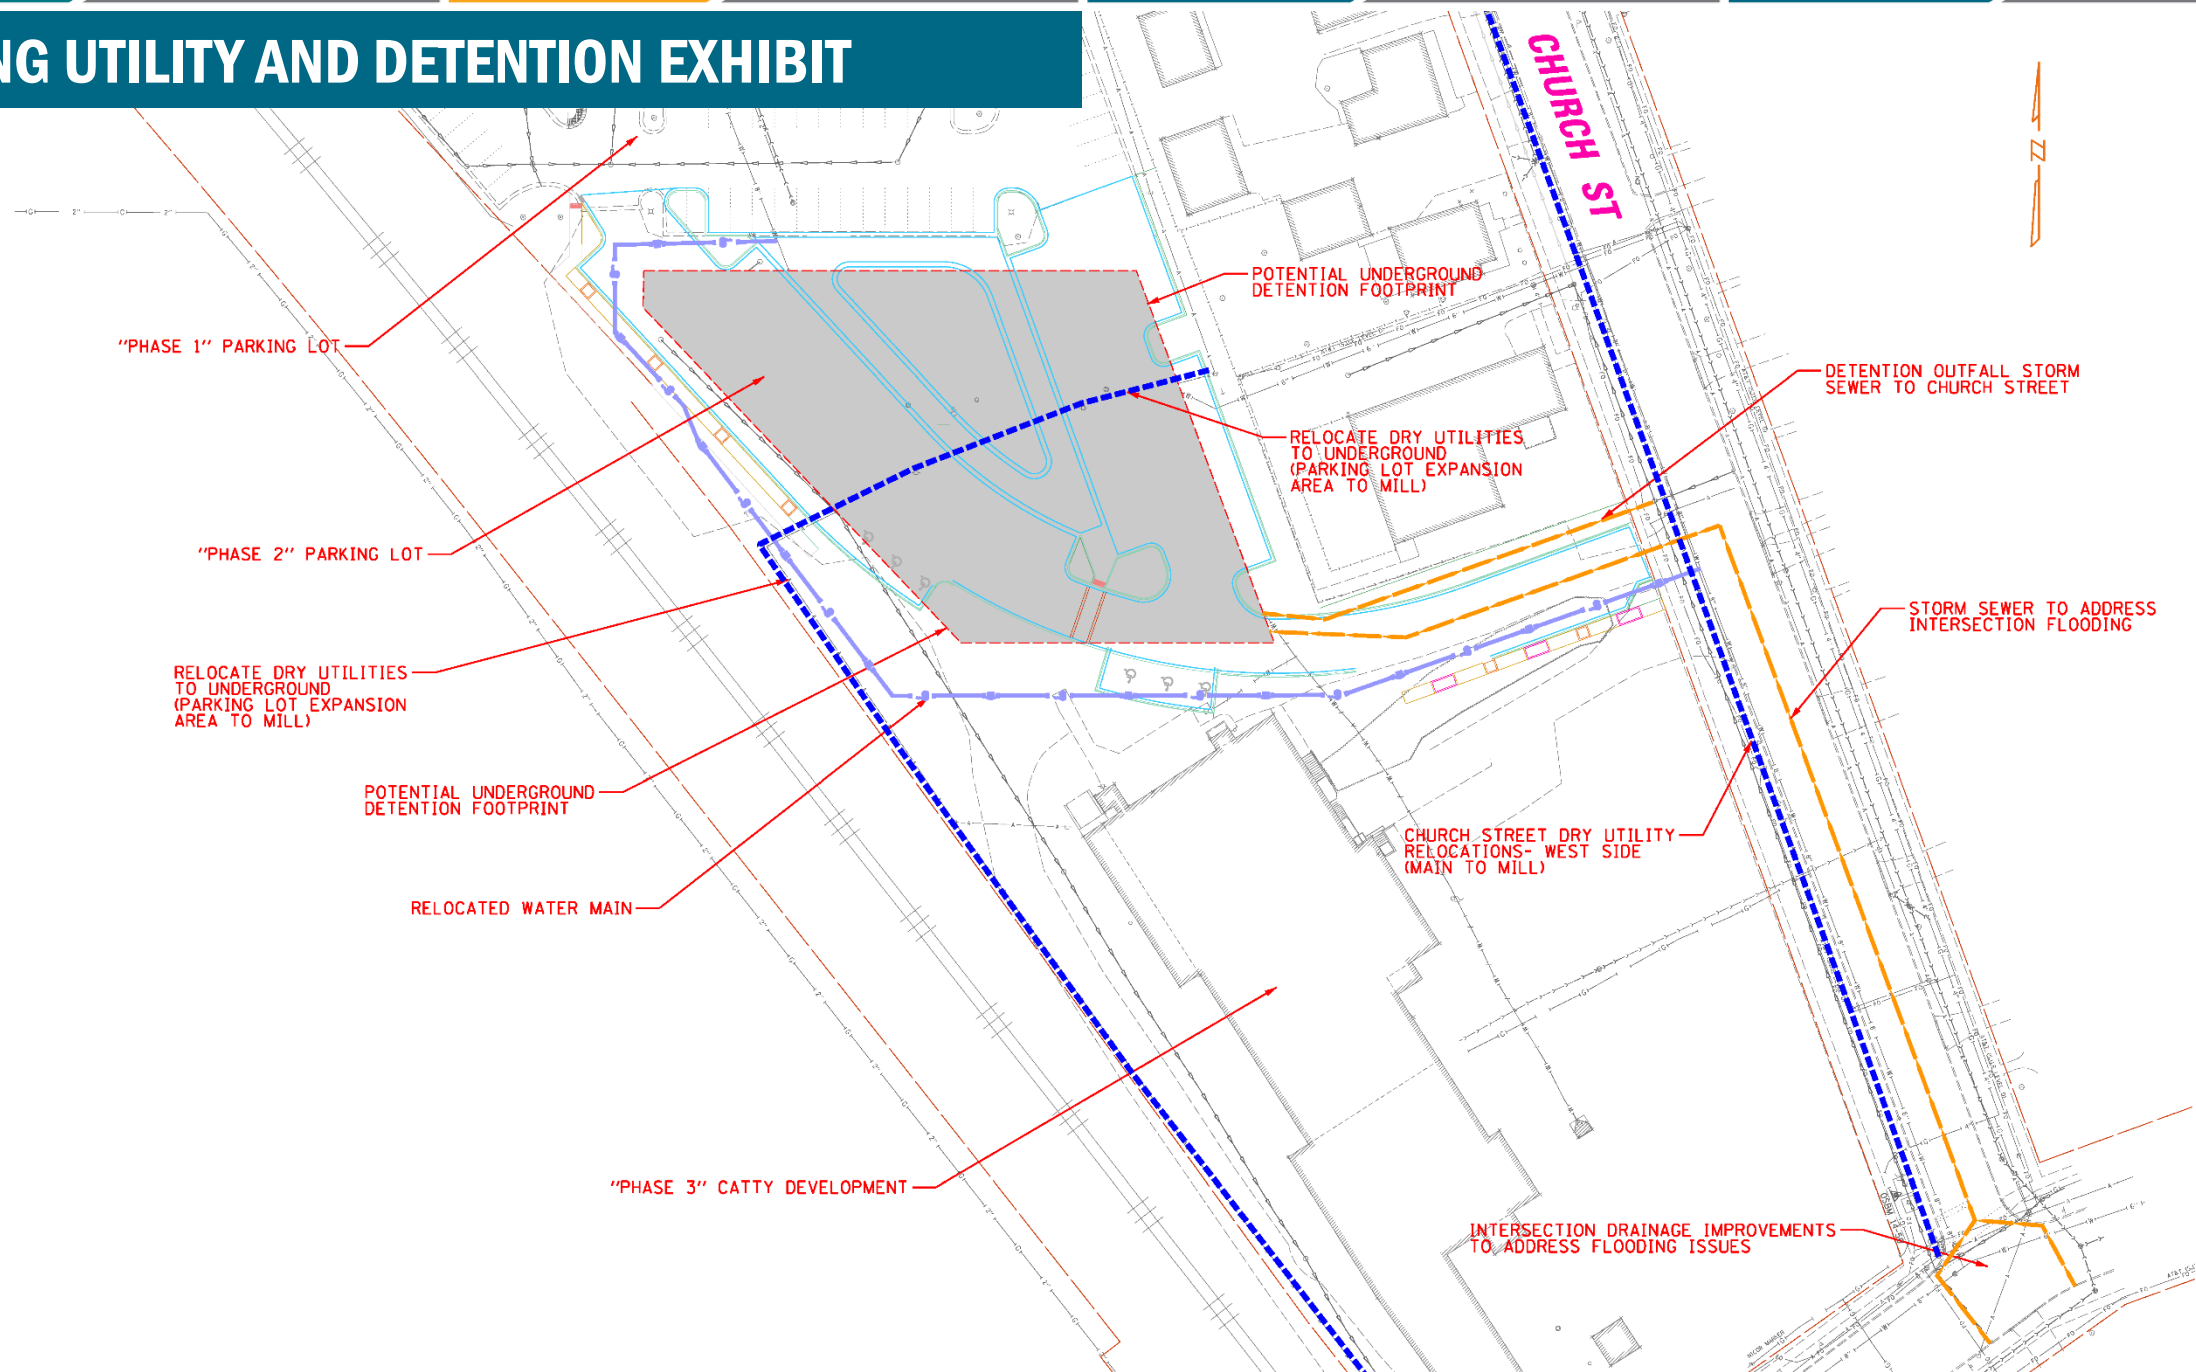 NG UTILITY AND DETENTION EXHIBIT
CHURCH ST
N
POTENTIAL UNDERGROUND
DETENTION FOOTPRINT
"PHASE 1" PARKING LOT
DETENTION OUTFALL STORM
SEWER TO CHURCH STREET
RELOCATE DRY UTILITIES
TO UNDERGROUND
(PARKING LOT EXPANSION
AREA TO MILL)
"PHASE 2" PARKING LOT
STORM SEWER TO ADDRESS
INTERSECTION FLOODING
RELOCATE DRY UTILITIES
TO UNDERGROUND
(PARKING LOT EXPANSION
AREA TO MILL)
POTENTIAL UNDERGROUND
DETENTION FOOTPRINT
CHURCH STREET DRY UTILITY
RELOCATIONS- WEST SIDE
(MAIN TO MILL)
RELOCATED WATER MAIN
"PHASE 3" CATTY DEVELOPMENT
INTERSECTION DRAINAGE IMPROVEMENTS
TO ADDRESS FLOODING ISSUES